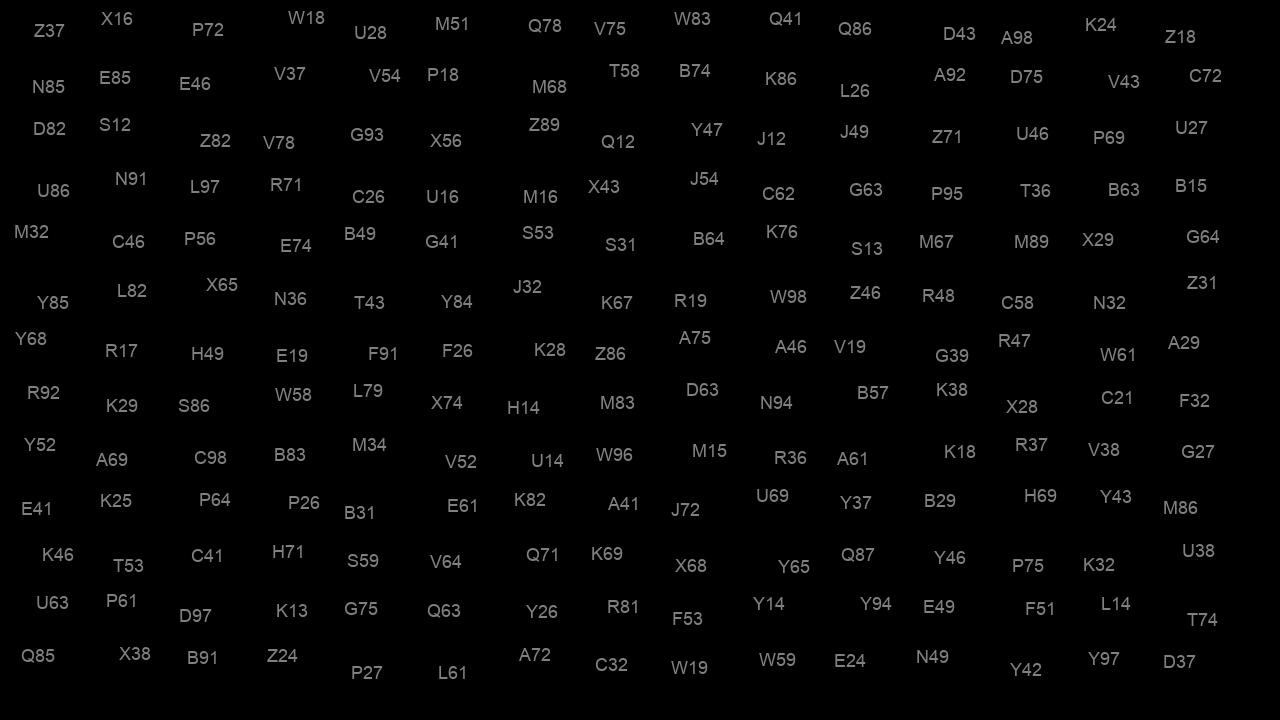 Z37 X16 P72 W18 U28 M51 Q78 V75 W83 Q41 Q86 D43 A98 K24 Z18
N85 E85 E46 V37 V54 P18 M68 T58 B74 K86 L26 A92 D75 V43 C72
D82 S12 Z82 V78 G93 X56 Z89 Q12 Y47 J12 J49 Z71 U46 P69 U27
U86 N91 L97 R71 C26 U16 M16 X43 J54 C62 G63 P95 T36 B63 B15
M32 C46 P56 E74 B49 G41 S53 S31 B64 K76 S13 M67 M89 X29 G64
Y85 L82 X65 N36 T43 Y84 J32 K67 R19 W98 Z46 R48 C58 N32 Z31
Y68 R17 H49 E19 F91 F26 K28 Z86 A75 A46 V19 G39 R47 W61 A29
R92 K29 S86 W58 L79 X74 H14 M83 D63 N94 B57 K38 X28 C21 F32
Y52 A69 C98 B83 M34 V52 U14 W96 M15 R36 A61 K18 R37 V38 G27
E41 K25 P64 P26 B31 E61 K82 A41 J72 U69 Y37 B29 H69 Y43 M86
K46 T53 C41 H71 S59 V64 Q71 K69 X68 Y65 Q87 Y46 P75 K32 U38
U63 P61 D97 K13 G75 Q63 Y26 R81 F53 Y14 Y94 E49 F51 L14 T74
Q85 X38 B91 Z24 P27 L61 A72 C32 W19 W59 E24 N49 Y42 Y97 D37